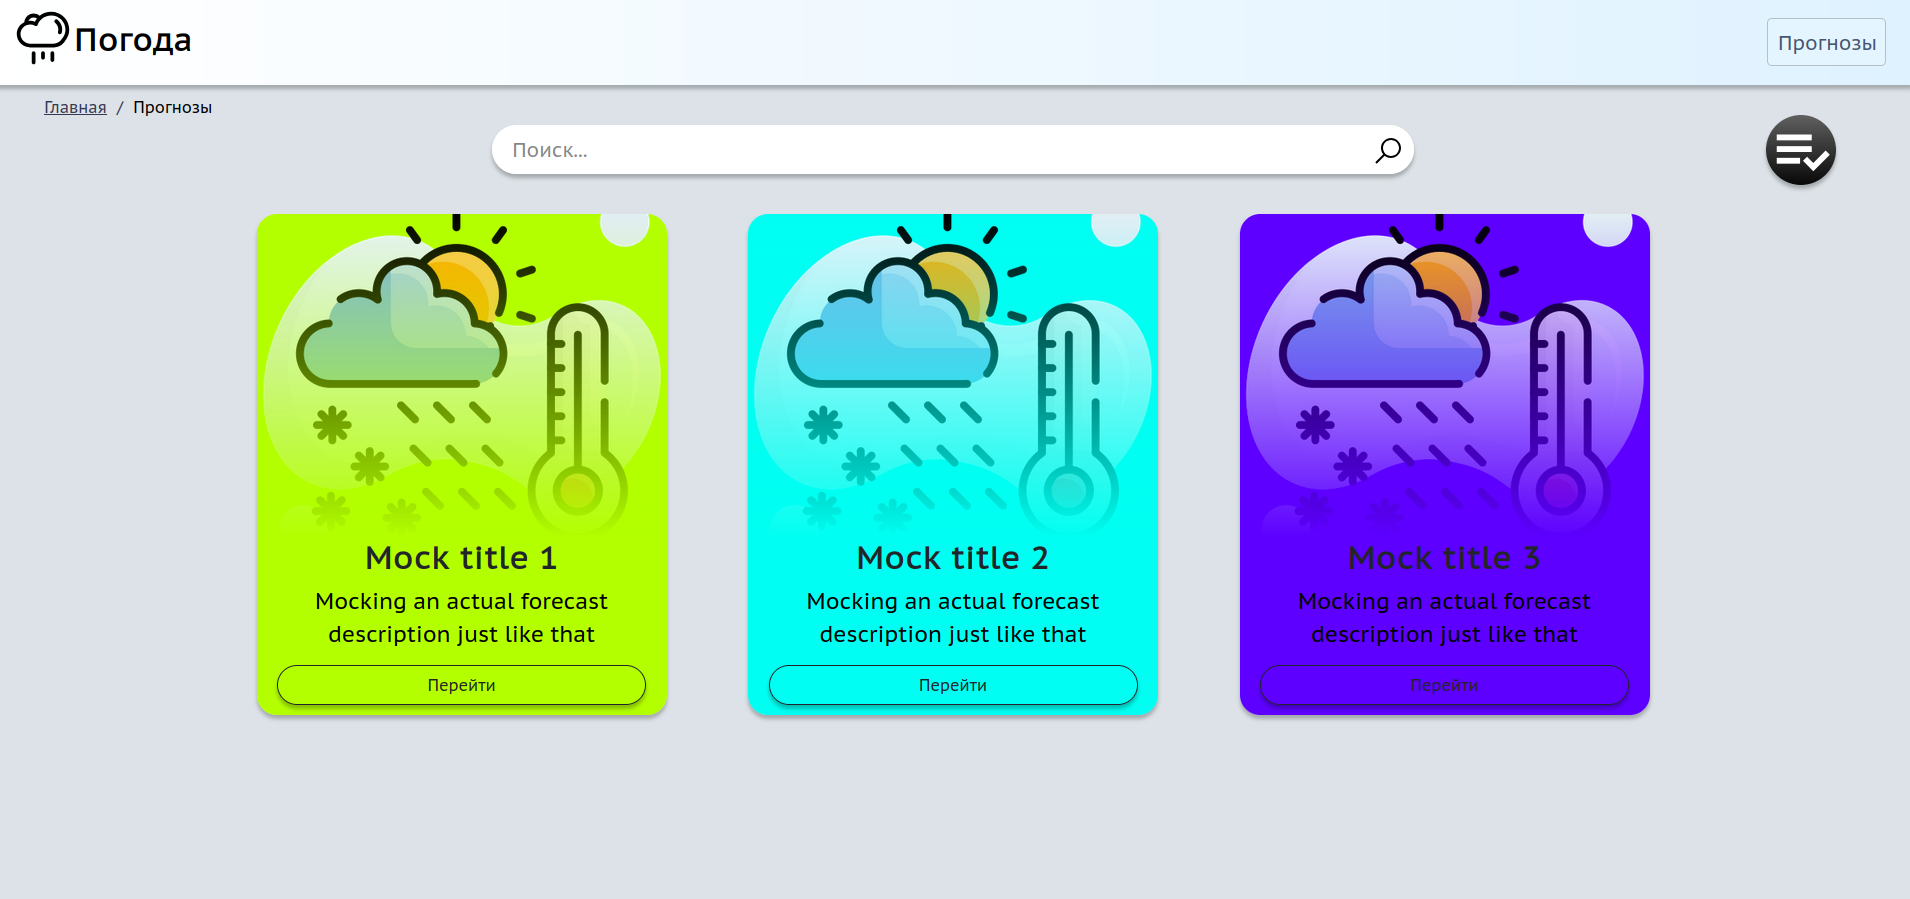 Погода
Прогнозы
Главная / Прогнозы
Поиск...
Mock title 1
Mocking an actual forecast
description just like that
Перейти
Mock title 2
Mocking an actual forecast
description just like that
Перейти
Mock title 3
Mocking an actual forecast
description just like that
Перейти